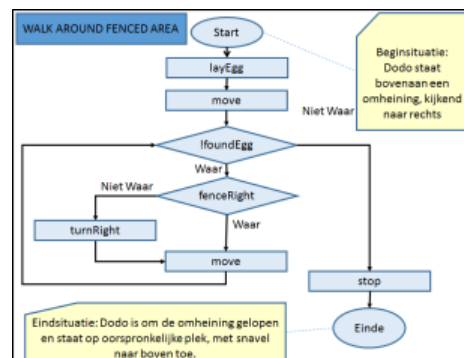 WALK AROUND FENCED AREA
Start
Beginsituatie:
Dodo staat
bovenaan een
omheining, kijkend
naar rechts
layEgg
move
Niet Waar
!foundEgg
Waar
Niet Waar
fenceRight
Waar
turnRight
move
stop
Eindsituatie: Dodo is om de omheining gelopen
en staat op oorspronkelijke plek, met snavel
naar boven toe.
Einde